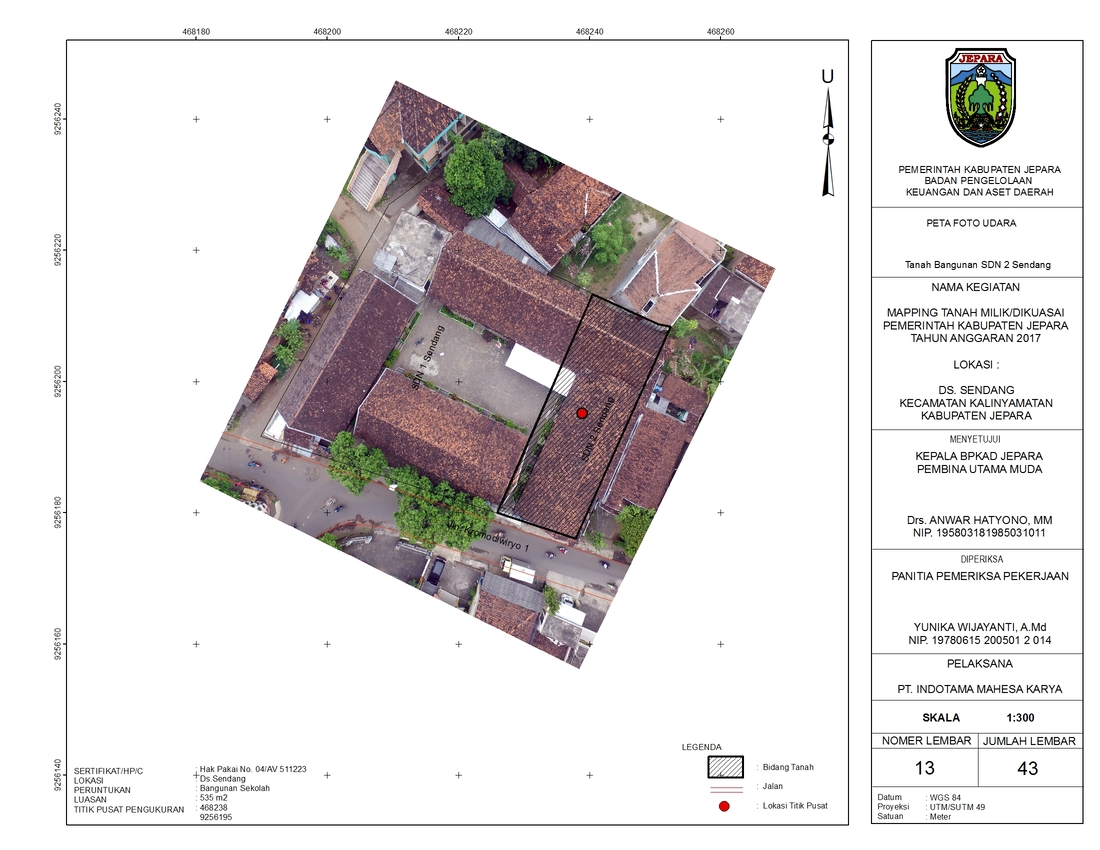 468180
468200
468220
468240
468260
9256240
9256220
9256200
9256180
9256160
9256140
U
SDN 1 Sendang
SDN 2 Sendang
SERTIFIKAT/HP/C : Hak Pakai No. 04/AV 511223
LOKASI : Ds.Sendang
PERUNTUKAN : Bangunan Sekolah
LUASAN : 535 m2
TITIK PUSAT PENGUKURAN : 468238
9256195
LEGENDA
: Bidang Tanah
: Jalan
: Lokasi Titik Pusat
JEPARA
PEMERINTAH KABUPATEN JEPARA
BADAN PENGELOLAAN
KEUANGAN DAN ASET DAERAH
PETA FOTO UDARA
Tanah Bangunan SDN 2 Sendang
NAMA KEGIATAN
MAPPING TANAH MILIK/DIKUASAI
PEMERINTAH KABUPATEN JEPARA
TAHUN ANGGARAN 2017
LOKASI :
DS. SENDANG
KECAMATAN KALINYAMATAN
KABUPATEN JEPARA
MENYETUJUI
KEPALA BPKAD JEPARA
PEMBINA UTAMA MUDA
Drs. ANWAR HATYONO, MM
NIP. 195803181985031011
DIPERIKSA
PANITIA PEMERIKSA PEKERJAAN
YUNIKA WIJAYANTI, A.Md
NIP. 19780615 200501 2 014
PELAKSANA
PT. INDOTAMA MAHESA KARYA
SKALA 1:300
NOMER LEMBAR JUMLAH LEMBAR
13 43
Datum : WGS 84
Proyeksi : UTM/SUTM 49
Satuan : Meter